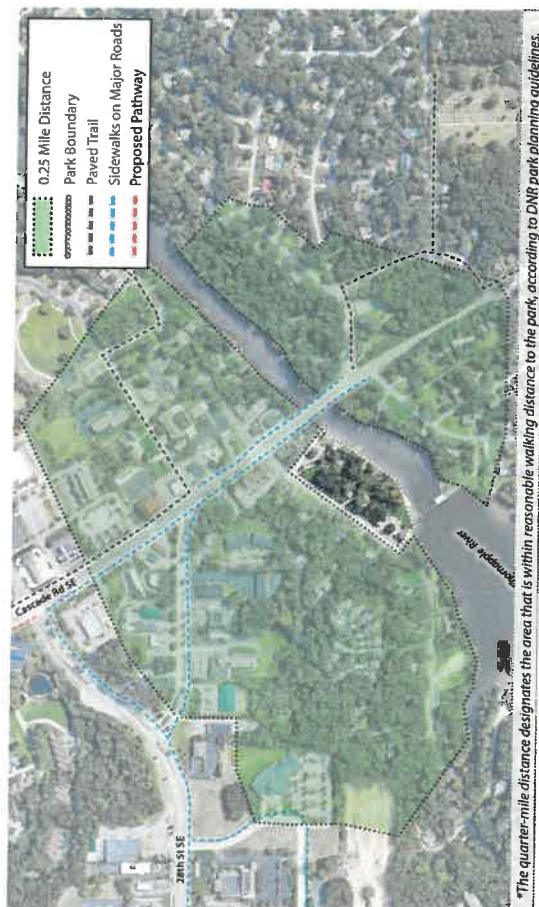 0.25 Mile Distance
Park Boundary
Paved Trail
Sidewalks on Major Roads
Proposed Pathway
Cascade Rd SE
28th St SE
Thornapple River
*The quarter-mile distance designates the area that is within reasonable walking distance to the park, according to DNR park planning guidelines.